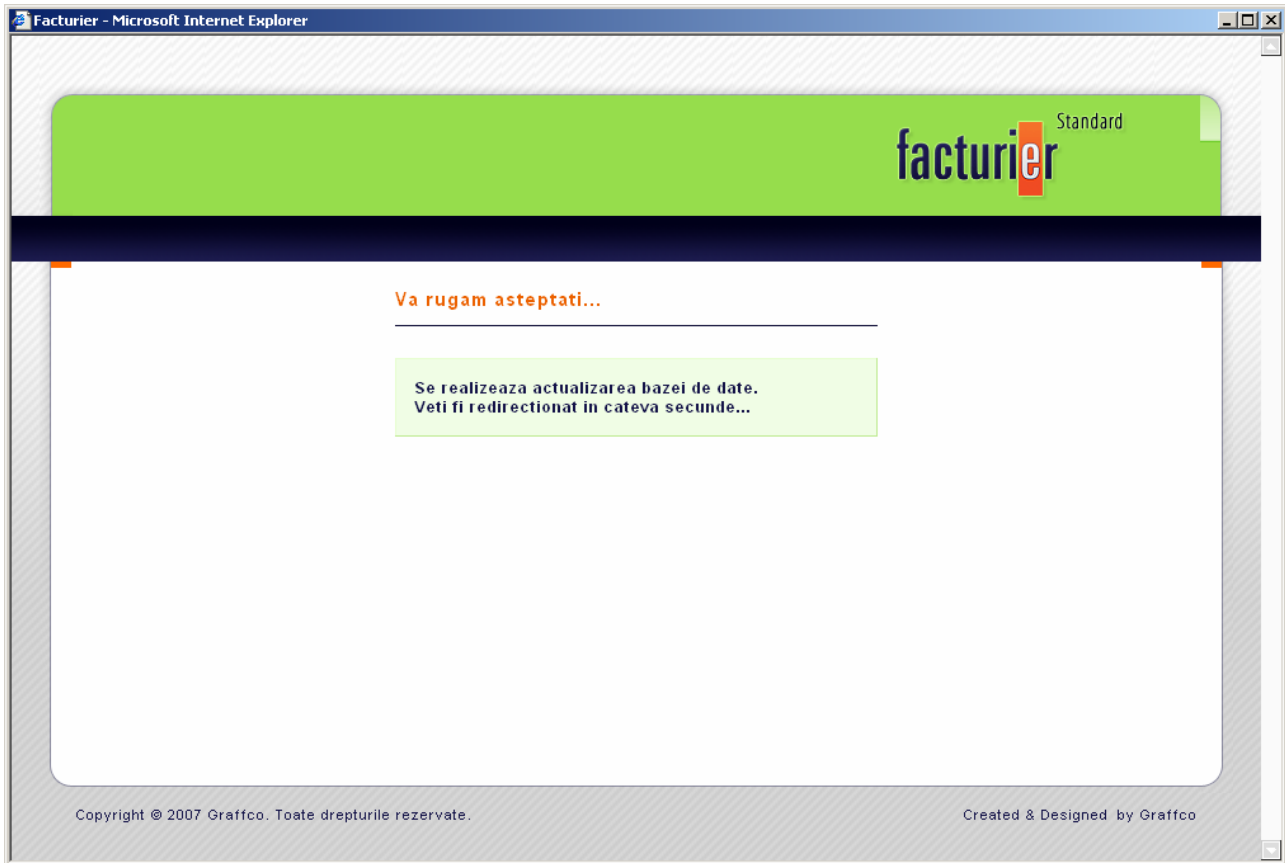 Facturier - Microsoft Internet Explorer
Standard
facturier
Va rugam asteptati...
Se realizeaza actualizarea bazei de date.
Veti fi redirectionat in cateva secunde...
Copyright © 2007 Graffco. Toate drepturile rezervate.
Created & Designed by Graffco